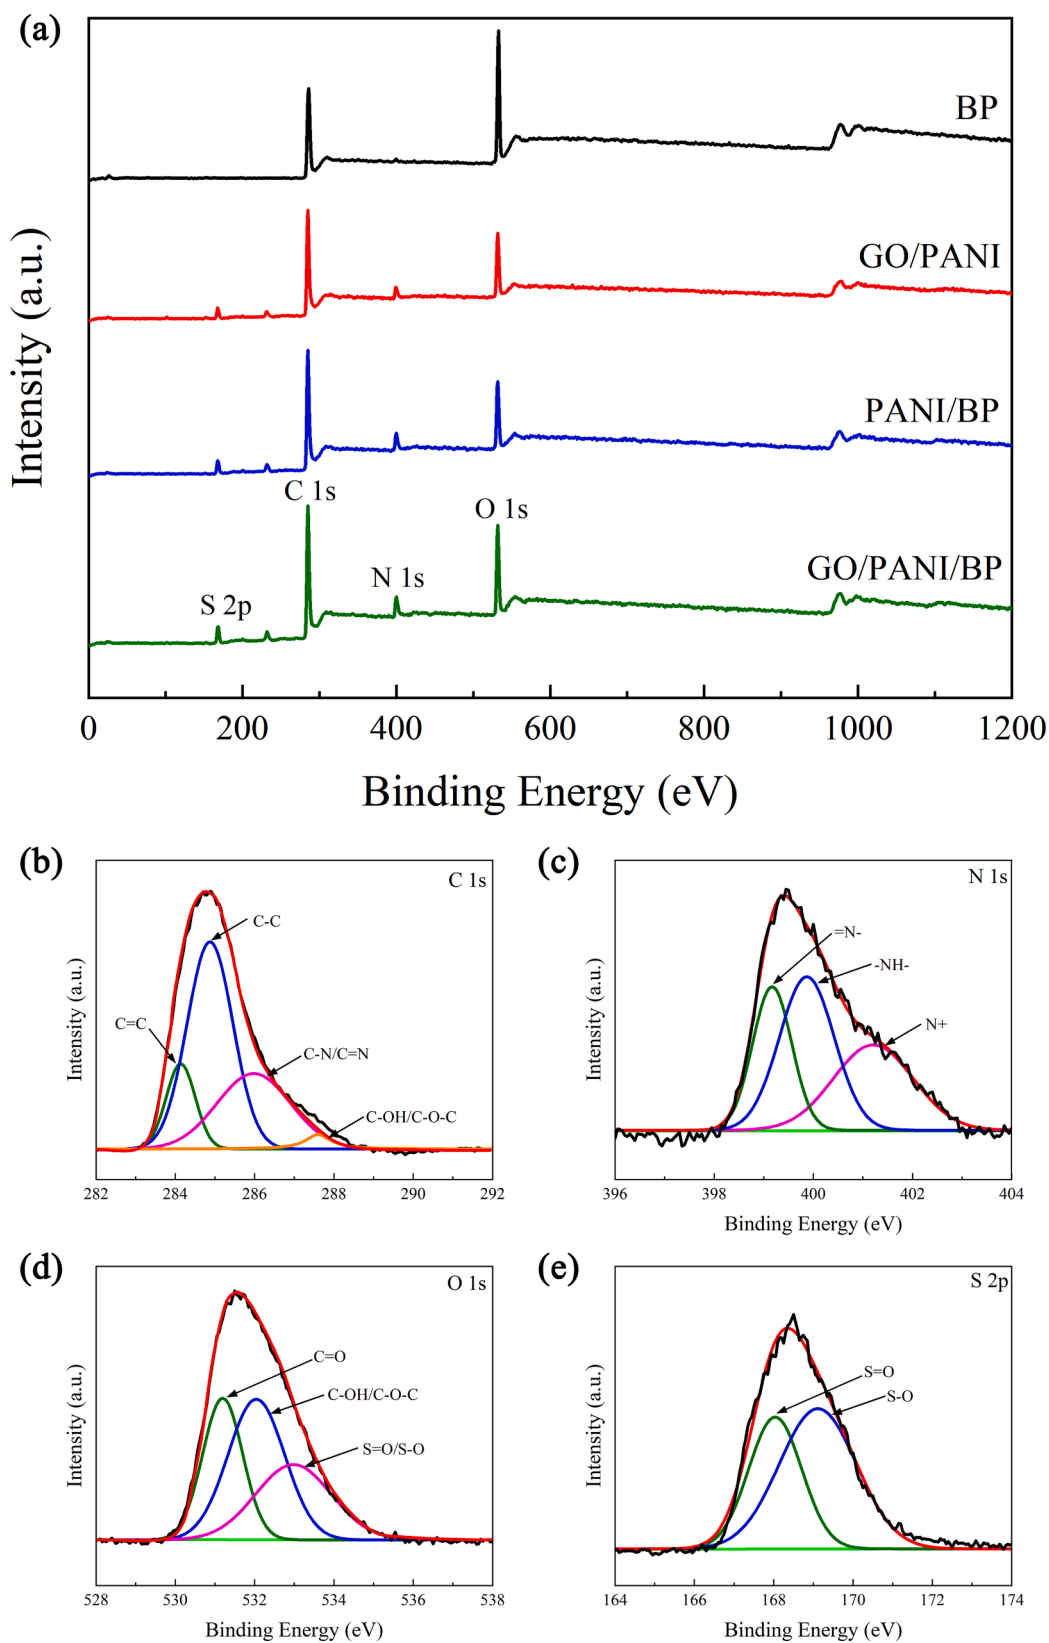 (a)
BP
GO/PANI
PANI/BP
GO/PANI/BP
C 1s
O 1s
N 1s
S 2p
Intensity (a.u.)
0 200 400 600 800 1000 1200
Binding Energy (eV)
(b)
C 1s
C-C
C=C
C-N/C=N
C-OH/C-O-C
Intensity (a.u.)
282 284 286 288 290 292
(c)
N 1s
=N-
-NH-
N+
Intensity (a.u.)
396 398 400 402 404
Binding Energy (eV)
(d)
O 1s
C=O
C-OH/C-O-C
S=O/S-O
Intensity (a.u.)
528 530 532 534 536 538
Binding Energy (eV)
(e)
S 2p
S=O
S-O
Intensity (a.u.)
164 166 168 170 172 174
Binding Energy (eV)